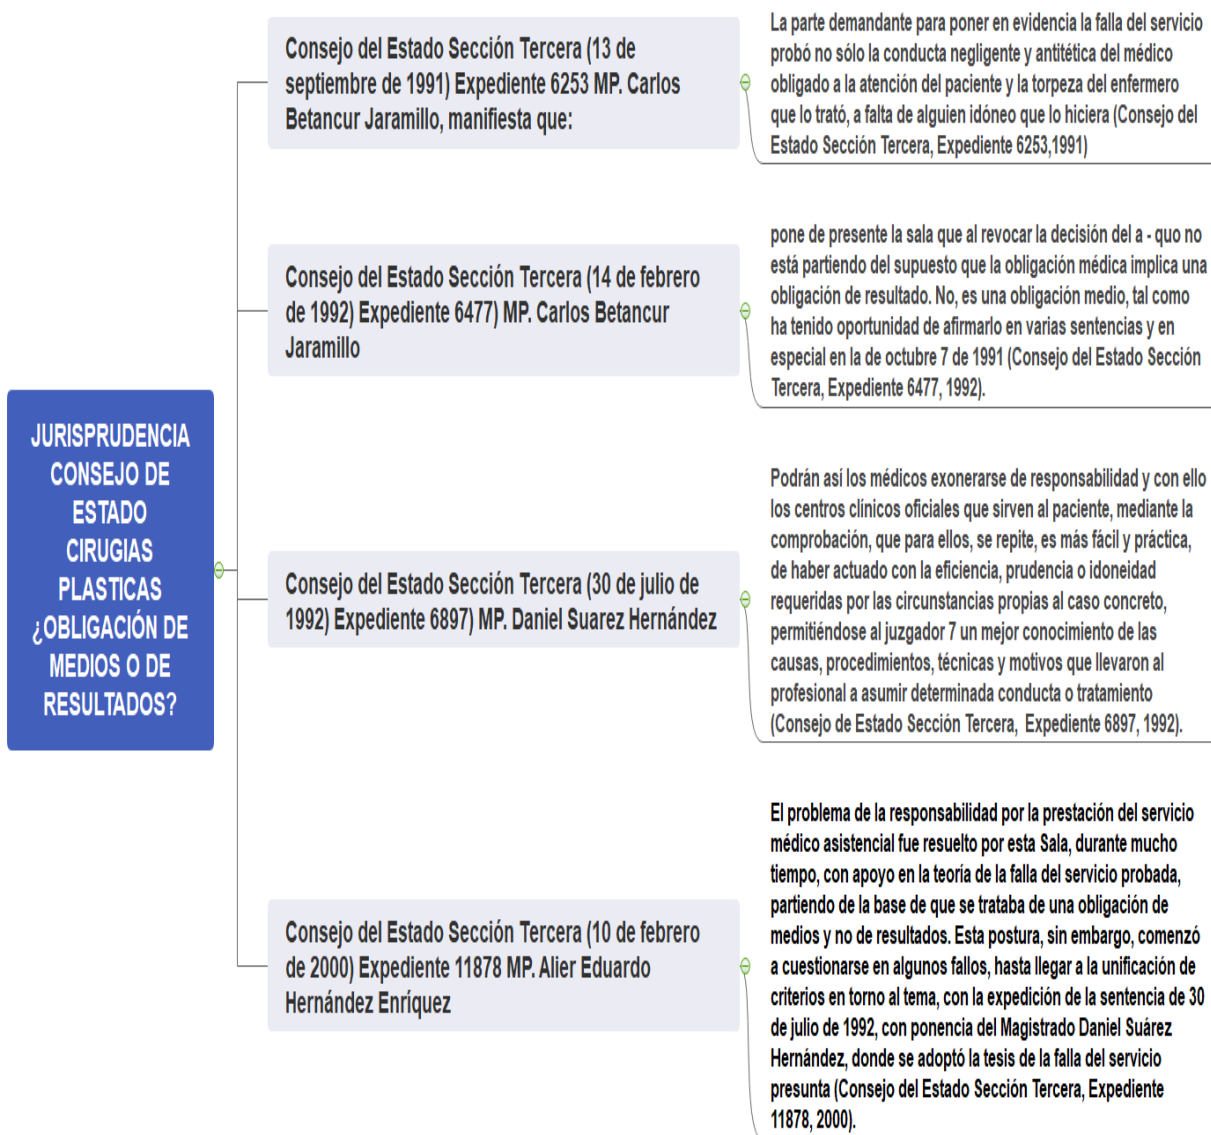 JURISPRUDENCIA
CONSEJO DE
ESTADO
CIRUGIAS
PLASTICAS
¿OBLIGACIÓN DE
MEDIOS O DE
RESULTADOS?
Consejo del Estado Sección Tercera (13 de
septiembre de 1991) Expediente 6253 MP. Carlos
Betancur Jaramillo, manifiesta que:
La parte demandante para poner en evidencia la falla del servicio
probó no sólo la conducta negligente y antitética del médico
obligado a la atención del paciente y la torpeza del enfermero
que lo trató, a falta de alguien idóneo que lo hiciera (Consejo del
Estado Sección Tercera, Expediente 6253,1991)
Consejo del Estado Sección Tercera (14 de febrero
de 1992) Expediente 6477) MP. Carlos Betancur
Jaramillo
pone de presente la sala que al revocar la decisión del a - quo no
está partiendo del supuesto que la obligación médica implica una
obligación de resultado. No, es una obligación medio, tal como
ha tenido oportunidad de afirmarlo en varias sentencias y en
especial en la de octubre 7 de 1991 (Consejo del Estado Sección
Tercera, Expediente 6477, 1992).
Consejo del Estado Sección Tercera (30 de julio de
1992) Expediente 6897) MP. Daniel Suarez Hernández
Podrán así los médicos exonerarse de responsabilidad y con ello
los centros clínicos oficiales que sirven al paciente, mediante la
comprobación, que para ellos, se repite, es más fácil y práctica,
de haber actuado con la eficiencia, prudencia o idoneidad
requeridas por las circunstancias propias al caso concreto,
permitiéndose al juzgador 7 un mejor conocimiento de las
causas, procedimientos, técnicas y motivos que llevaron al
profesional a asumir determinada conducta o tratamiento
(Consejo de Estado Sección Tercera, Expediente 6897, 1992).
Consejo del Estado Sección Tercera (10 de febrero
de 2000) Expediente 11878 MP. Alier Eduardo
Hernández Enríquez
El problema de la responsabilidad por la prestación del servicio
médico asistencial fue resuelto por esta Sala, durante mucho
tiempo, con apoyo en la teoría de la falla del servicio probada,
partiendo de la base de que se trataba de una obligación de
medios y no de resultados. Esta postura, sin embargo, comenzó
a cuestionarse en algunos fallos, hasta llegar a la unificación de
criterios en torno al tema, con la expedición de la sentencia de 30
de julio de 1992, con ponencia del Magistrado Daniel Suárez
Hernández, donde se adoptó la tesis de la falla del servicio
presunta (Consejo del Estado Sección Tercera, Expediente
11878, 2000).